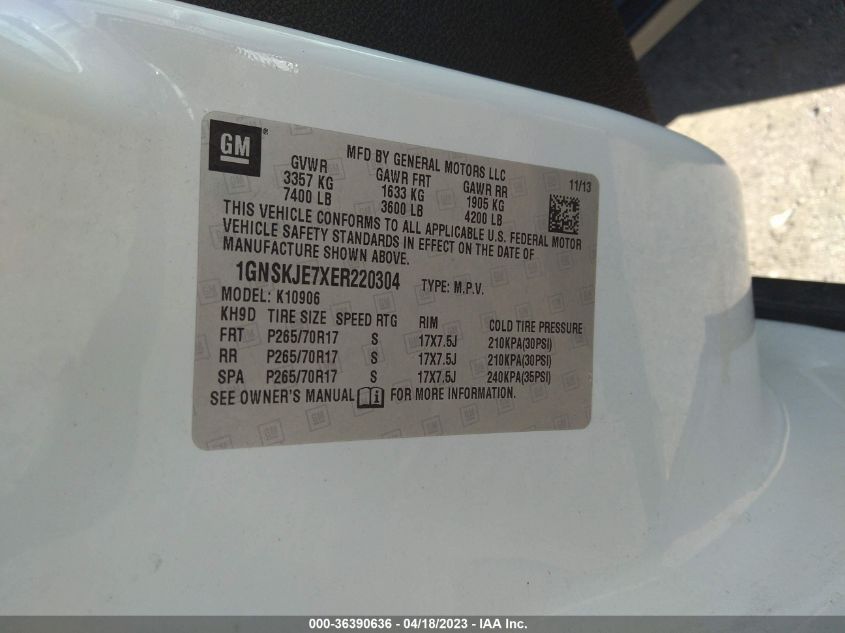 GM ®
MFD BY GENERAL MOTORS LLC
11/13
GVWR GAWR FRT GAWR RR
3357 KG 1633 KG 1905 KG
7400 LB 3600 LB 4200 LB
THIS VEHICLE CONFORMS TO ALL APPLICABLE U.S. FEDERAL MOTOR
VEHICLE SAFETY STANDARDS IN EFFECT ON THE DATE OF
MANUFACTURE SHOWN ABOVE.
1GNSKJE7XER220304 TYPE: M.P.V.
MODEL: K10906
KH9D TIRE SIZE SPEED RTG RIM COLD TIRE PRESSURE
FRT P265/70R17 S 17X7.5J 210KPA(30PSI)
RR P265/70R17 S 17X7.5J 210KPA(30PSI)
SPA P265/70R17 S 17X7.5J 240KPA(35PSI)
SEE OWNER'S MANUAL i FOR MORE INFORMATION.
000-36390636 - 04/18/2023 - IAA Inc.